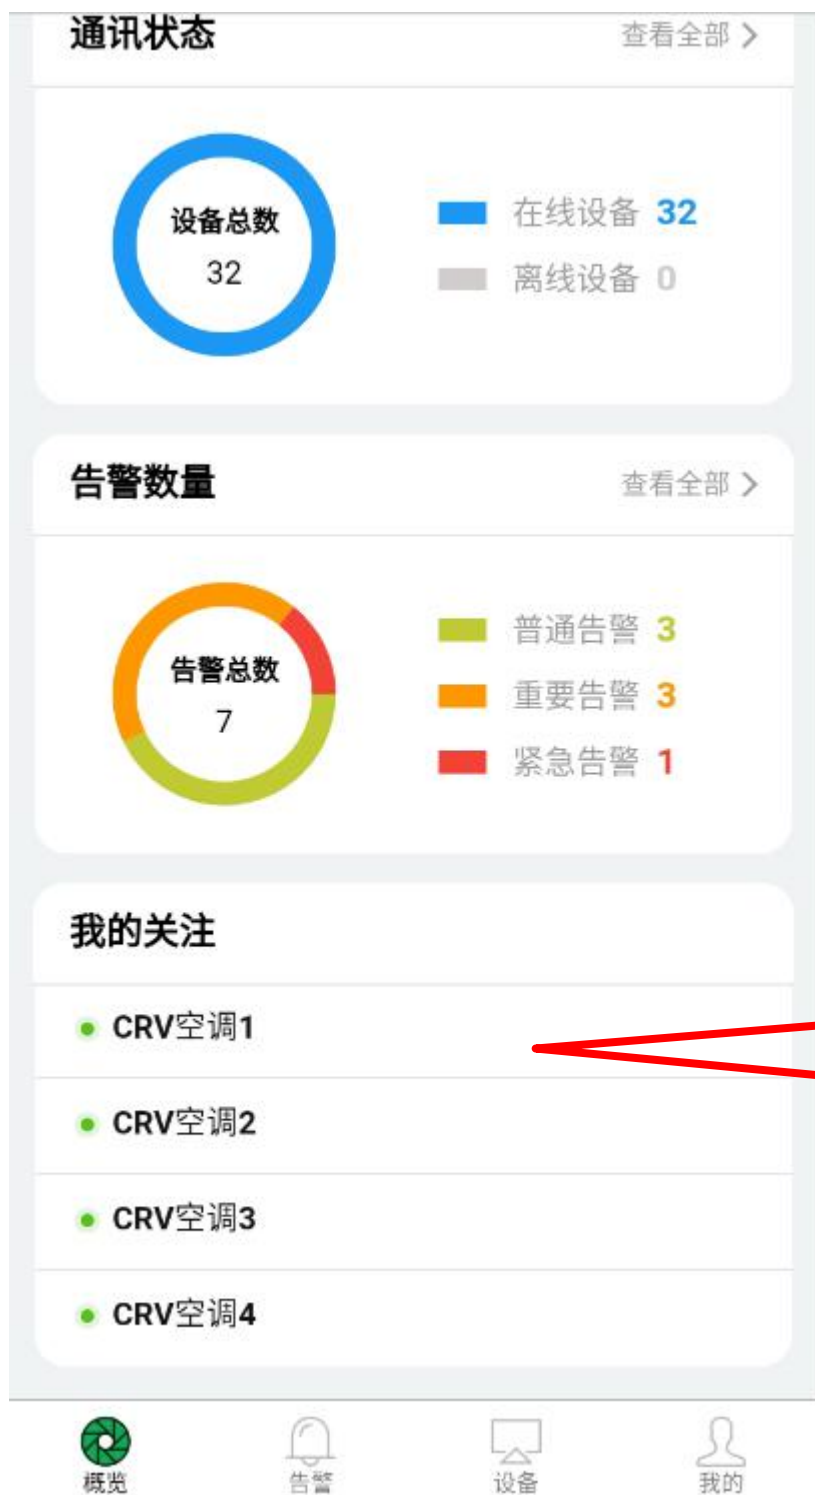 通讯状态 查看全部 >
设备总数
32
在线设备 32
离线设备 0
告警数量 查看全部 >
告警总数
7
普通告警 3
重要告警 3
紧急告警 1
我的关注
CRV空调1
CRV空调2
CRV空调3
CRV空调4
概览 告警 设备 我的